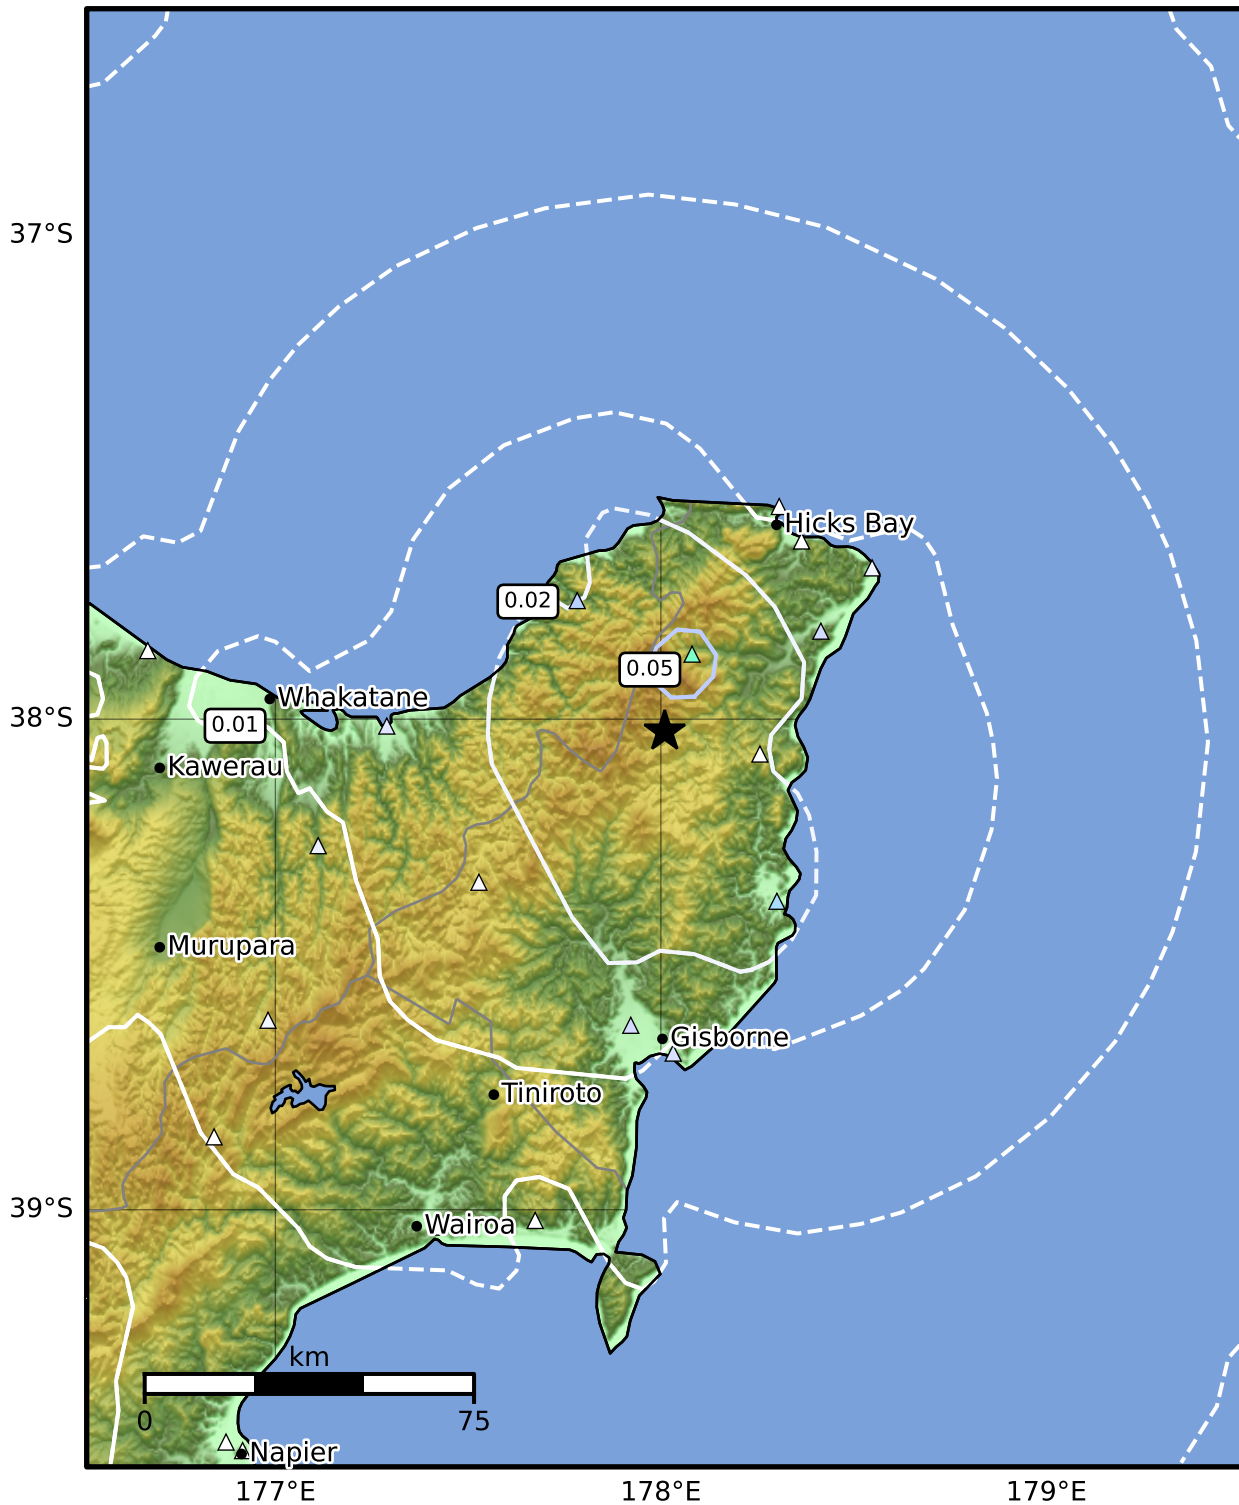 37°S
Hicks Bay
0.02
0.05
Whakatane
38°S
0.01
Kawerau
Murupara
Gisborne
Tiniroto
39°S
Wairoa
km
0
75
Napier
177°E
178°E
179°E